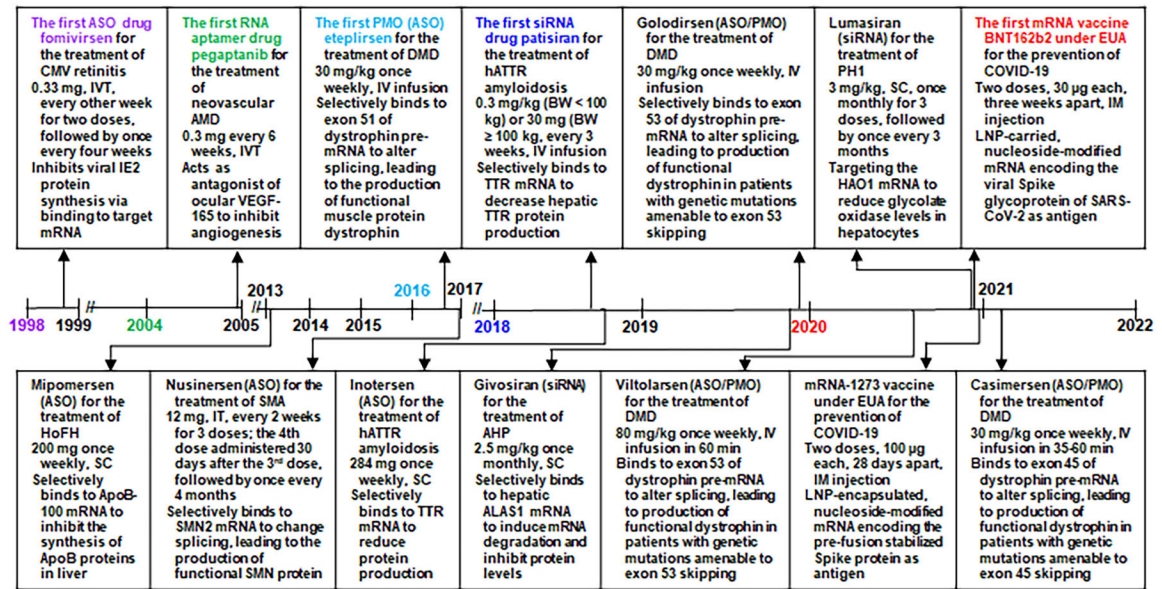 The first ASO drug
fomivirsen for
the treatment of
CMV retinitis
0.33 mg, IVT,
every other week
for two doses,
followed by once
every four weeks
Inhibits viral IE2
protein
synthesis via
binding to target
mRNA
The first RNA
aptamer drug
pegaptanib for
the treatment
of
neovascular
AMD
0.3 mg every 6
weeks, IVT
Acts as
antagonist of
ocular VEGF-
165 to inhibit
angiogenesis
The first PMO (ASO)
eteplirsen for the
treatment of DMD
30 mg/kg once
weekly, IV infusion
Selectively binds to
exon 51 of
dystrophin pre-
mRNA to alter
splicing, leading
to the production
of functional
muscle protein
dystrophin
The first siRNA
drug patisiran for
the treatment of
hATTR
amyloidosis
0.3 mg/kg (BW < 100
kg) or 30 mg (BW
≥ 100 kg, every 3
weeks, IV infusion
Selectively binds to
TTR mRNA to
decrease hepatic
TTR protein
production
Golodirsen (ASO/PMO)
for the treatment of
DMD
30 mg/kg once weekly, IV
infusion
Selectively binds to exon
53 of dystrophin pre-
mRNA to alter splicing,
leading to production
of functional
dystrophin in patients
with genetic mutations
amenable to exon 53
skipping
Lumasiran
(siRNA) for the
treatment of
PH1
3 mg/kg, SC, once
monthly for 3
doses, followed
by once every 3
months
Targeting the
HAO1 mRNA to
reduce glycolate
oxidase levels in
hepatocytes
The first mRNA vaccine
BNT162b2 under EUA
for the prevention of
COVID-19
Two doses, 30 µg each,
three weeks apart, IM
injection
LNP-carried,
nucleoside-modified
mRNA encoding the
viral Spike
glycoprotein of SARS-
CoV-2 as antigen
1998
1999
//
2004
2005
//
2013
2014
2015
2016
2017
//
2018
2019
2020
2021
2022
Mipomersen
(ASO) for the
treatment of
HoFH
200 mg once
weekly, SC
Selectively
binds to ApoB-
100 mRNA to
inhibit the
synthesis of
ApoB proteins
in liver
Nusinersen (ASO) for the
treatment of SMA
12 mg, IT, every 2 weeks
for 3 doses; the 4th
dose administered 30
days after the 3rd dose,
followed by once every
4 months
Selectively binds to
SMN2 mRNA to change
splicing, leading to the
production of
functional SMN protein
Inotersen
(ASO) for the
treatment of
hATTR
amyloidosis
284 mg once
weekly, SC
Selectively
binds to TTR
mRNA to
reduce
protein
production
Givosiran (siRNA)
for the
treatment of
AHP
2.5 mg/kg once
monthly, SC
Selectively binds
to hepatic
ALAS1 mRNA
to induce mRNA
degradation and
inhibit protein
levels
Viltolarsen (ASO/PMO)
for the treatment of
DMD
80 mg/kg once weekly, IV
infusion in 60 min
Binds to exon 53 of
dystrophin pre-mRNA
to alter splicing, leading
to production of
functional dystrophin in
patients with genetic
mutations amenable to
exon 53 skipping
mRNA-1273 vaccine
under EUA for the
prevention of
COVID-19
Two doses, 100 µg
each, 28 days apart,
IM injection
LNP-encapsulated,
nucleoside-modified
mRNA encoding the
pre-fusion stabilized
Spike protein as
antigen
Casimersen (ASO/PMO)
for the treatment of
DMD
30 mg/kg once weekly, IV
infusion in 35-60 min
Binds to exon 45 of
dystrophin pre-mRNA
to alter splicing, leading
to production of
functional dystrophin in
patients with genetic
mutations amenable to
exon 45 skipping